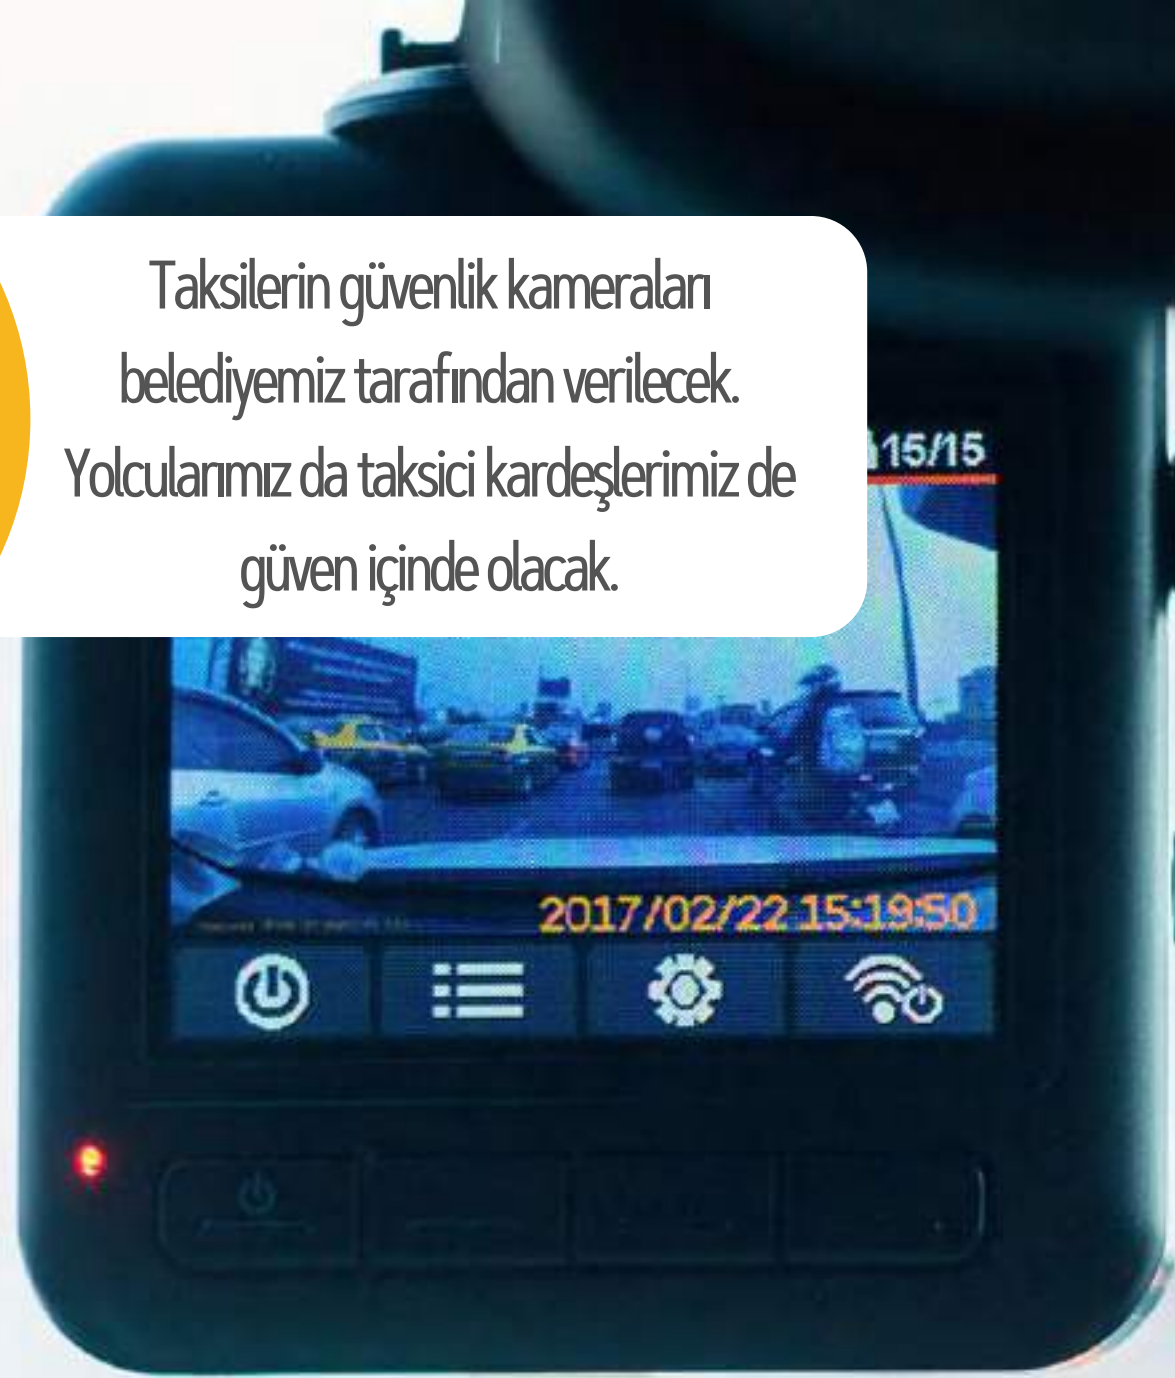 Taksilerin güvenlik kameraları
belediyemiz tarafından verilecek.
Yolcularımız da taksici kardeşlerimiz de
güven içinde olacak.
15/15
2017/02/22 15:19:50